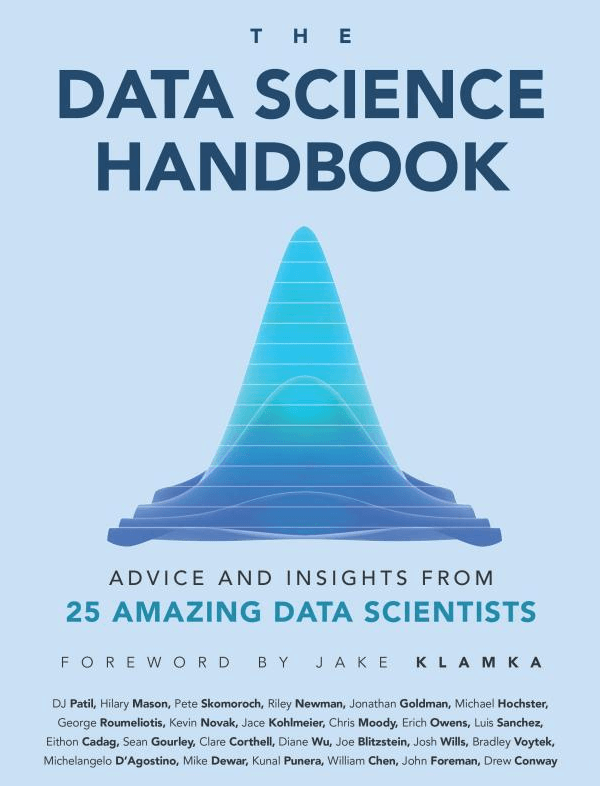 THE
DATA SCIENCE
HANDBOOK
ADVICE AND INSIGHTS FROM
25 AMAZING DATA SCIENTISTS
FOREWORD BY JAKE KLAMKA
DJ Patil, Hilary Mason, Pete Skomoroch, Riley Newman, Jonathan Goldman, Michael Hochster,
George Roumeliotis, Kevin Novak, Jace Kohlmeier, Chris Moody, Erich Owens, Luis Sanchez,
Eithon Cadag, Sean Gourley, Clare Corthell, Diane Wu, Joe Blitzstein, Josh Wills, Bradley Voytek,
Michelangelo D'Agostino, Mike Dewar, Kunal Punera, William Chen, John Foreman, Drew Conway